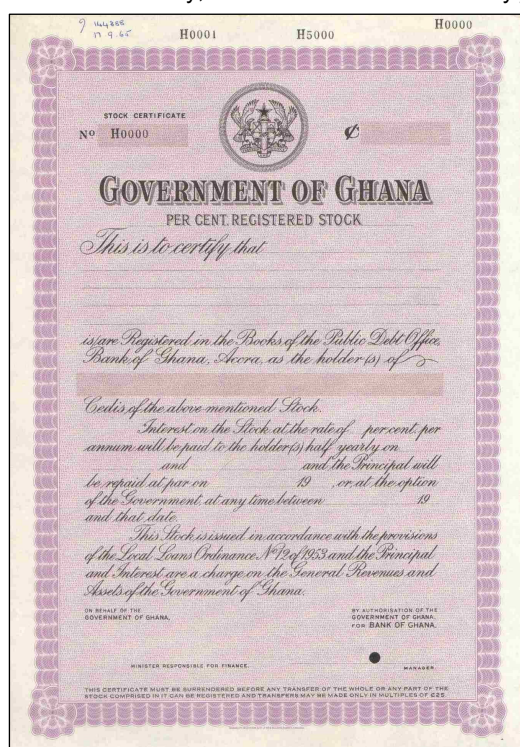 9 144355
17 9.65
H0001 H5000 H0000
STOCK CERTIFICATE
Nº H0000 ₵
GOVERNMENT OF GHANA
PER CENT. REGISTERED STOCK
This is to certify that
is/are Registered in the Books of the Public Debt Office,
Bank of Ghana, Accra, as the holder(s) of
Cedis, of the above-mentioned Stock.
Interest on the Stock at the rate of per cent. per
annum will be paid to the holder(s) half yearly on
and and the Principal will
be repaid at par on 19 , or, at the option
of the Government, at any time between 19
and that date.
This Stock is issued in accordance with the provisions
of the Local Loans Ordinance Nº 12 of 1953 and the Principal
and Interest are a charge on the General Revenues and
Assets of the Government of Ghana.
ON BEHALF OF THE
GOVERNMENT OF GHANA,
BY AUTHORISATION OF THE
GOVERNMENT OF GHANA,
FOR BANK OF GHANA,
MINISTER RESPONSIBLE FOR FINANCE. MANAGER.
THIS CERTIFICATE MUST BE SURRENDERED BEFORE ANY TRANSFER OF THE WHOLE OR ANY PART OF THE
STOCK COMPRISED IN IT CAN BE REGISTERED AND TRANSFERS MAY BE MADE ONLY IN MULTIPLES OF ₵25